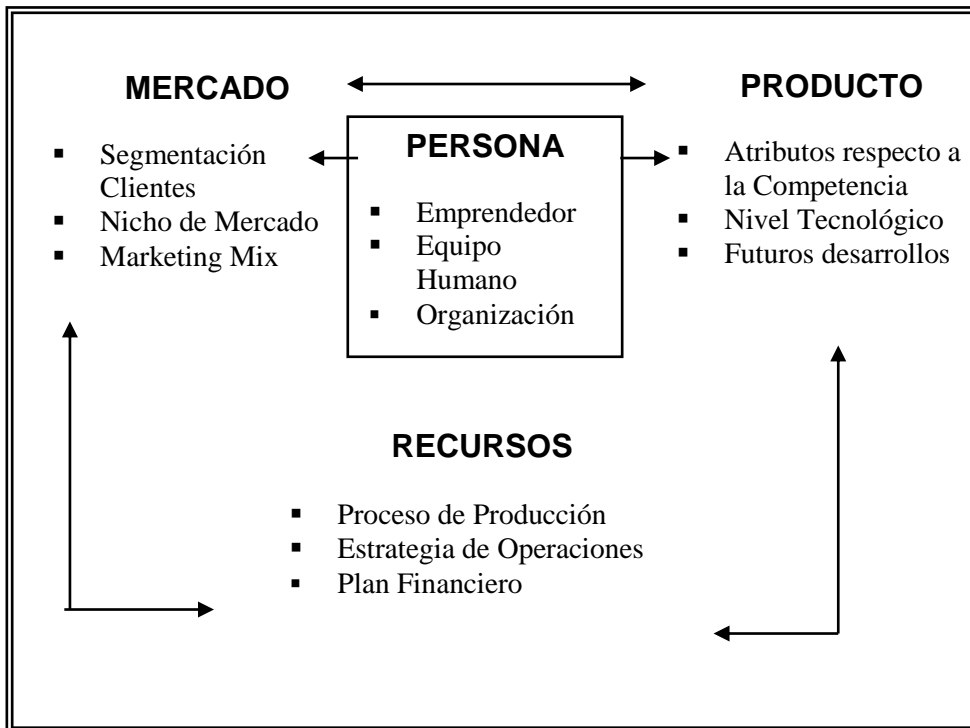 MERCADO
Segmentación
Clientes
Nicho de Mercado
Marketing Mix
PERSONA
Emprendedor
Equipo
Humano
Organización
PRODUCTO
Atributos respecto a
la Competencia
Nivel Tecnológico
Futuros desarrollos
RECURSOS
Proceso de Producción
Estrategia de Operaciones
Plan Financiero